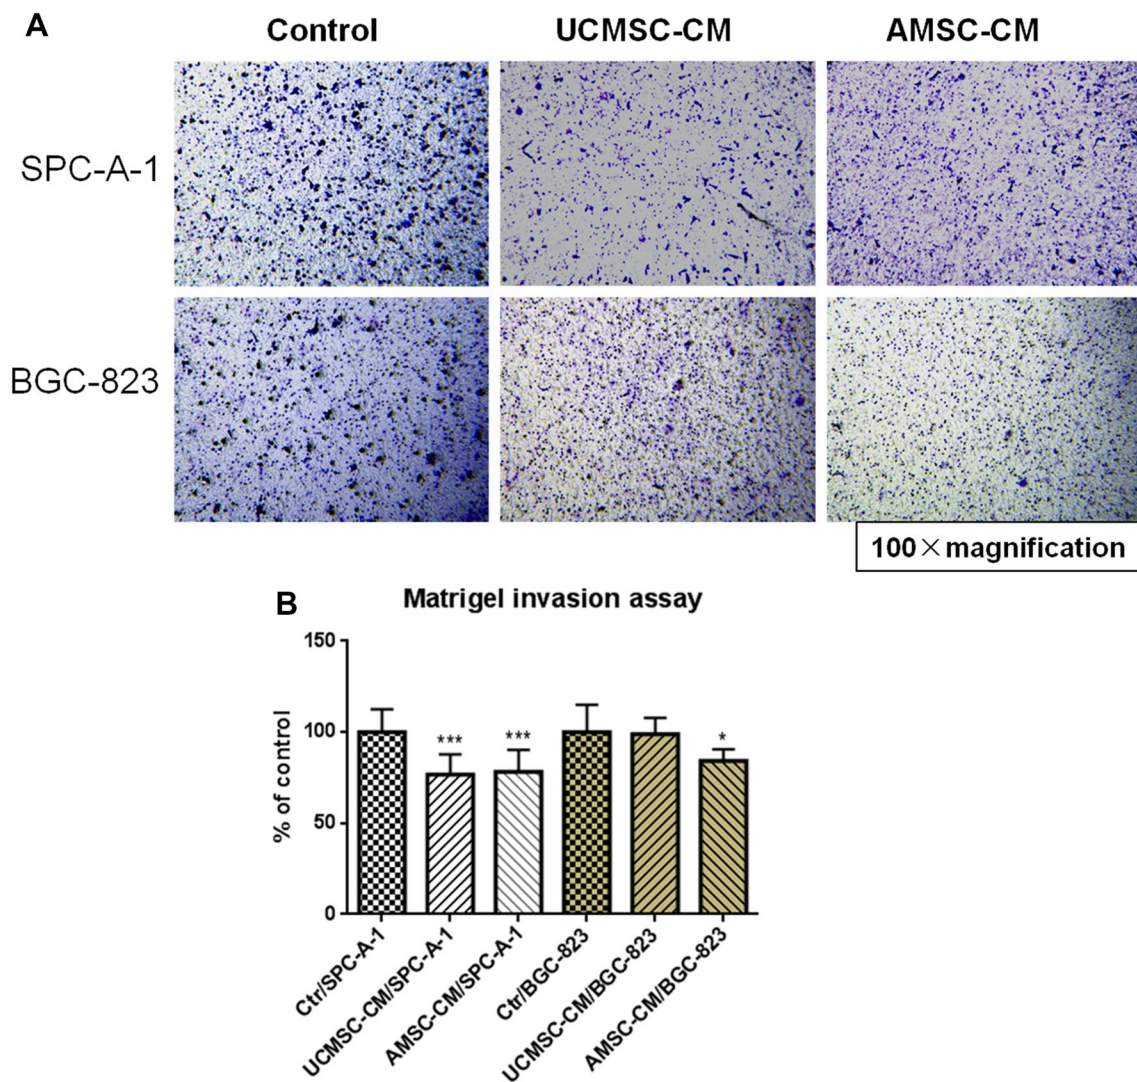 A
Control UCMSC-CM AMSC-CM
SPC-A-1
BGC-823
100×magnification
B
Matrigel invasion assay
% of control
150
100
50
0
*** *** *
Ctr/SPC-A-1
UCMSC-CM/SPC-A-1
AMSC-CM/SPC-A-1
Ctr/BGC-823
UCMSC-CM/BGC-823
AMSC-CM/BGC-823